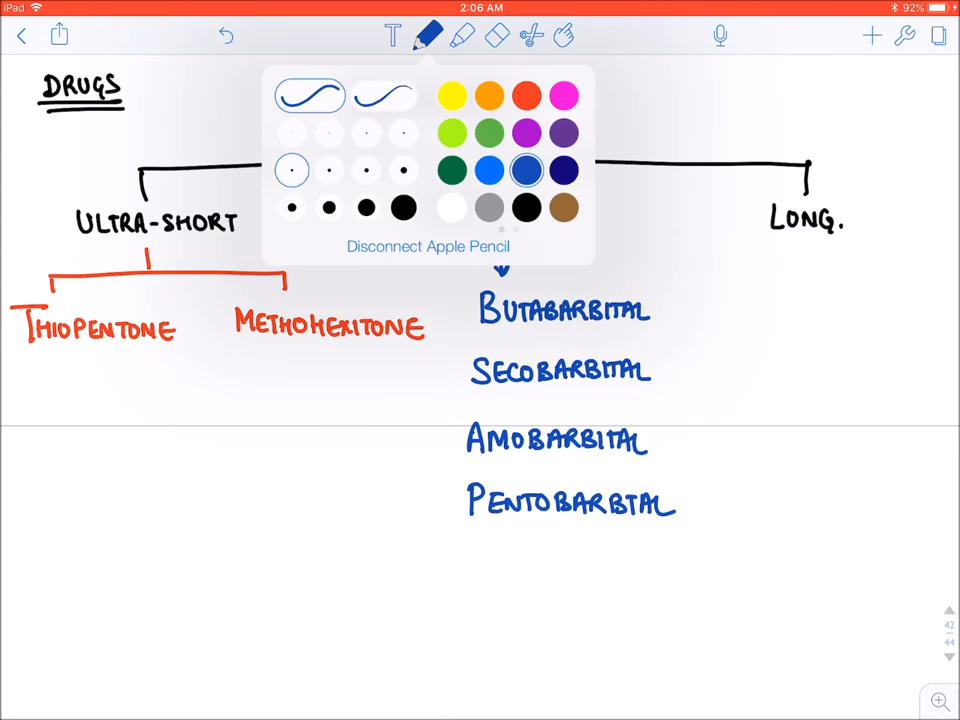 iPad 2:06 AM 92%
T
DRUGS
ULTRA-SHORT
LONG.
Disconnect Apple Pencil
THIOPENTONE METHOHEXITONE
BUTABARBITAL
SECOBARBITAL
AMOBARBITAL
PENTOBARBTAL
42
44